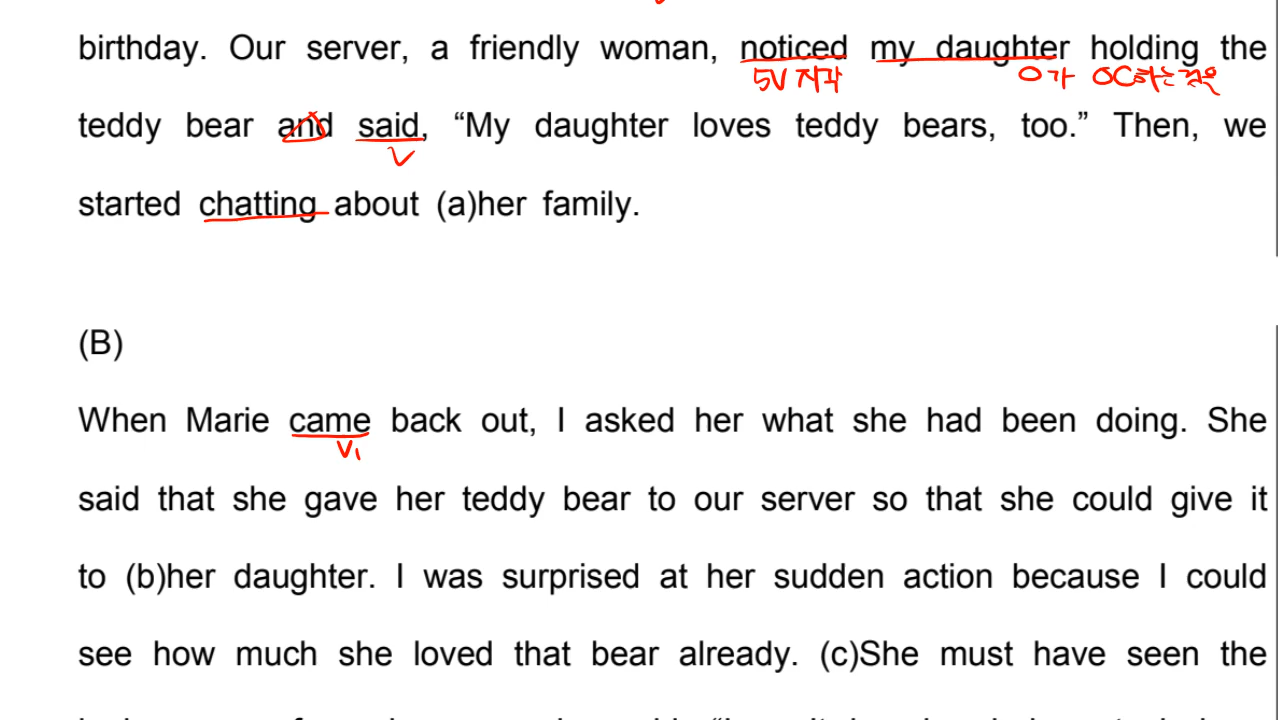 birthday. Our server, a friendly woman, noticed my daughter holding the
5V 지각 O가 OC하는 것을
teddy bear and said, “My daughter loves teddy bears, too.” Then, we
V
started chatting about (a)her family.
(B)
When Marie came back out, I asked her what she had been doing. She
V1
said that she gave her teddy bear to our server so that she could give it
to (b)her daughter. I was surprised at her sudden action because I could
see how much she loved that bear already. (c)She must have seen the